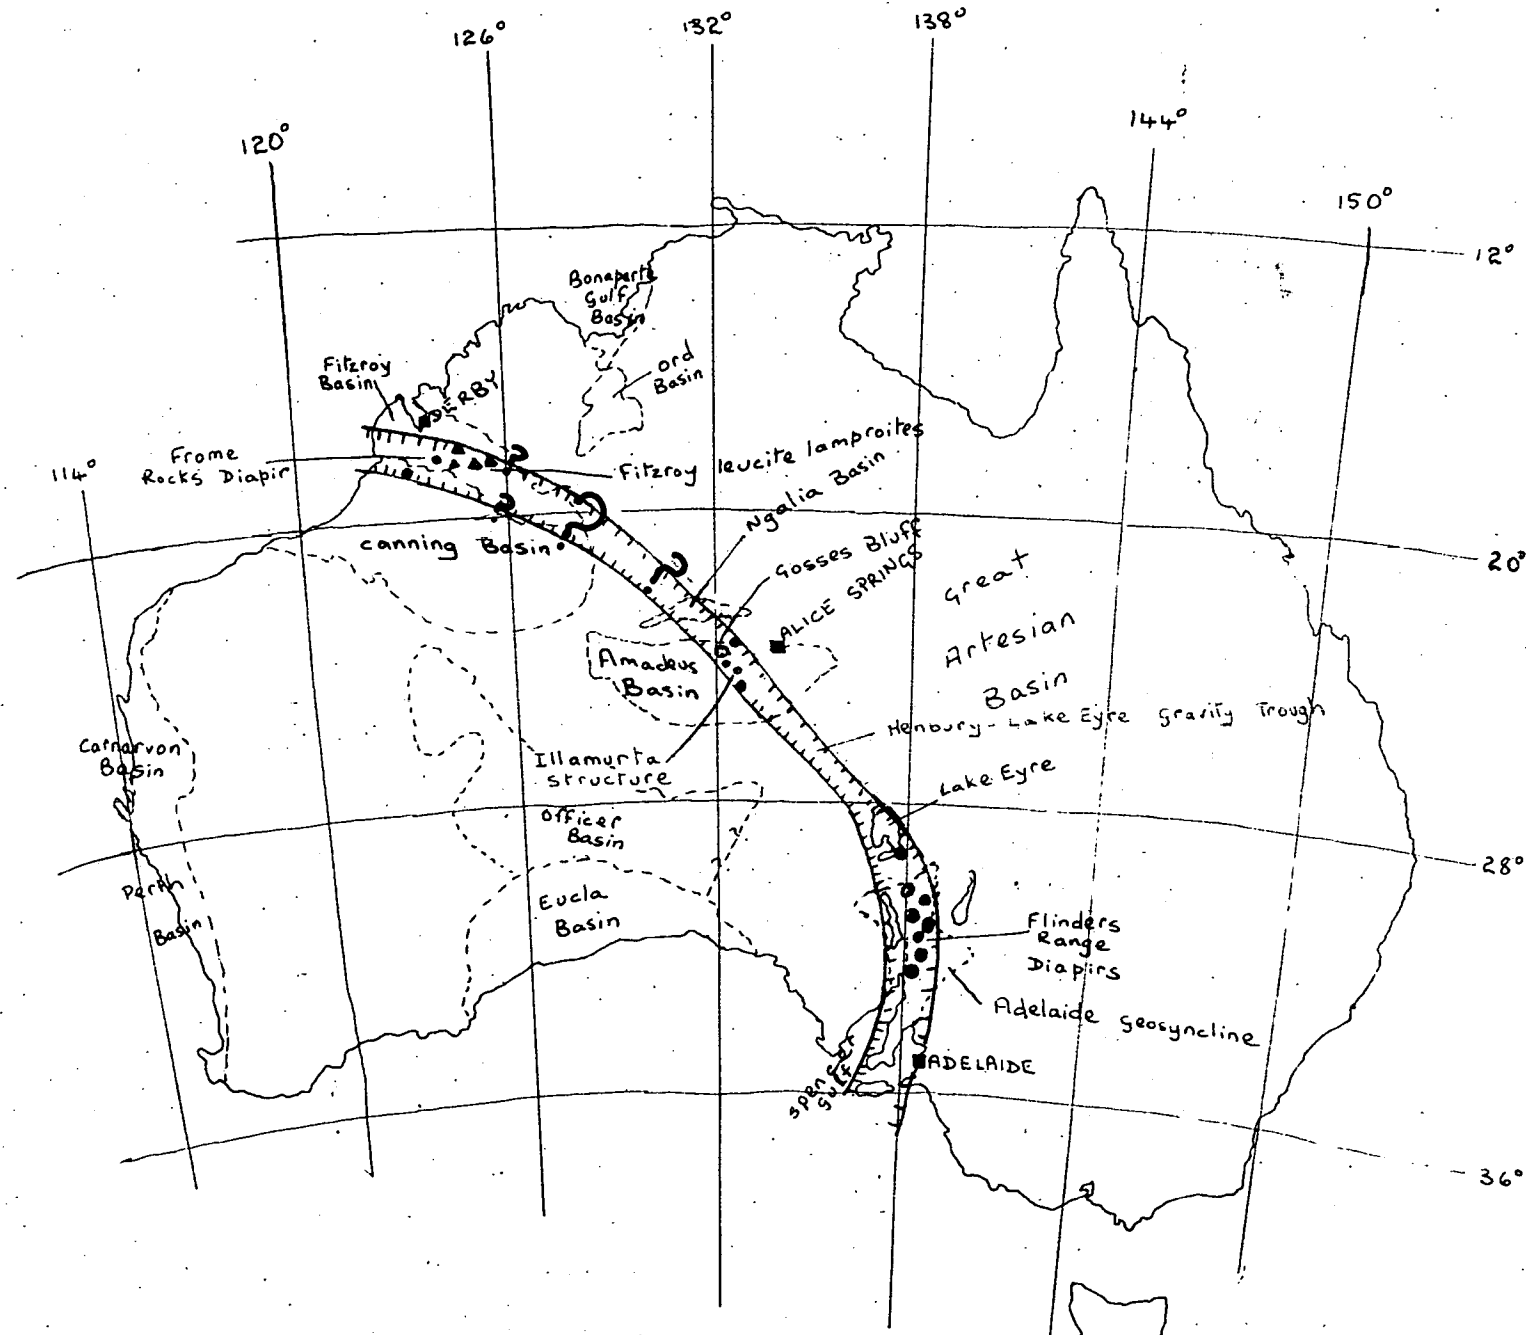 138°
132°
126°
144°
120°
150°
12°
Bonaparte
Gulf
Basin
Ord
Basin
Fitzroy
Basin
DERBY
Frome
Rocks Diapir
114°
Fitzroy leucite lamproites
Ngalia Basin
Gosses Bluff
ALICE SPRINGS
canning Basin
20°
Great
Artesian
Basin
Amadeus
Basin
Henbury - Lake Eyre Gravity Trough
Carnarvon
Basin
Illamurta
structure
Lake Eyre
Officer
Basin
28°
Perth
Basin
Eucla
Basin
Flinders
Range
Diapirs
Adelaide geosyncline
ADELAIDE
Spen
Gulf
36°
?
?
?
?